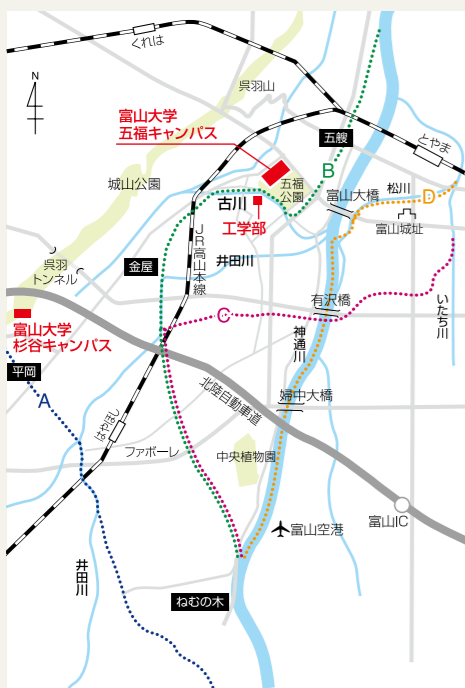 くれは
N
呉羽山
富山大学
五福キャンパス
五艘
とやま
B
五福
公園
城山公園
古川
松川
D
富山大橋
工学部
富山城址
JR高山本線
井田川
呉羽
トンネル
金屋
有沢橋
いたち川
C
神通川
富山大学
杉谷キャンパス
平岡
A
婦中大橋
北陸自動車道
はやほし
ファボーレ
中央植物園
富山IC
富山空港
井田川
ねむの木